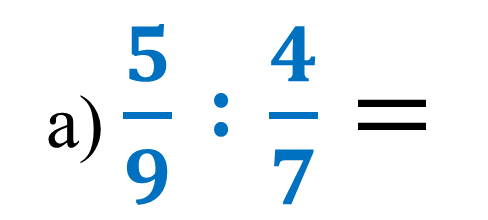 a) 5/9 : 4/7 =